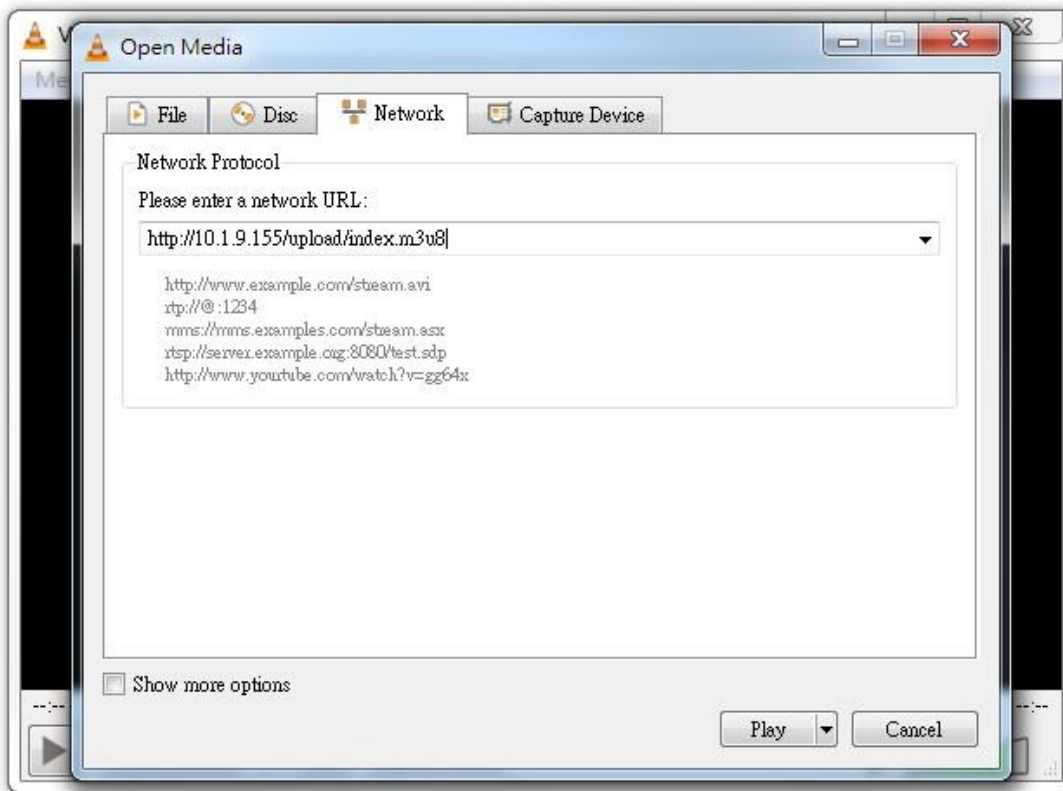 Open Media
File
Disc
Network
Capture Device
Network Protocol
Please enter a network URL:
http://10.1.9.155/upload/index.m3u8
http://www.example.com/stream.avi
rtp://@:1234
mms://mms.examples.com/stream.asx
rtsp://server.example.org:8080/test.sdp
http://www.yourtube.com/watch?v=gg64x
Show more options
--:--
--:--
Play
Cancel